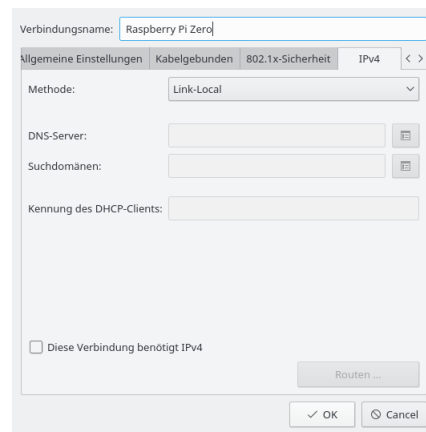 Verbindungsname: Raspberry Pi Zero
Allgemeine Einstellungen Kabelgebunden 802.1x-Sicherheit IPv4 < >
Methode: Link-Local
DNS-Server:
Suchdomänen:
Kennung des DHCP-Clients:
Diese Verbindung benötigt IPv4
Routen ...
OK Cancel